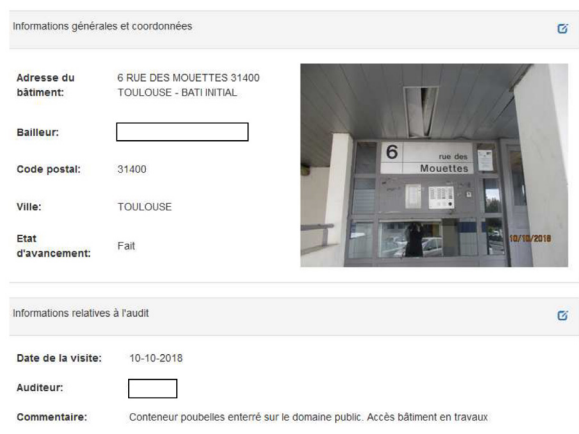 Informations générales et coordonnées
Adresse du bâtiment: 6 RUE DES MOUETTES 31400 TOULOUSE - BATI INITIAL
Bailleur:
Code postal: 31400
Ville: TOULOUSE
Etat d'avancement: Fait
6 rue des
Mouettes
10/10/2018
Informations relatives à l'audit
Date de la visite: 10-10-2018
Auditeur:
Commentaire: Conteneur poubelles enterré sur le domaine public. Accès bâtiment en travaux